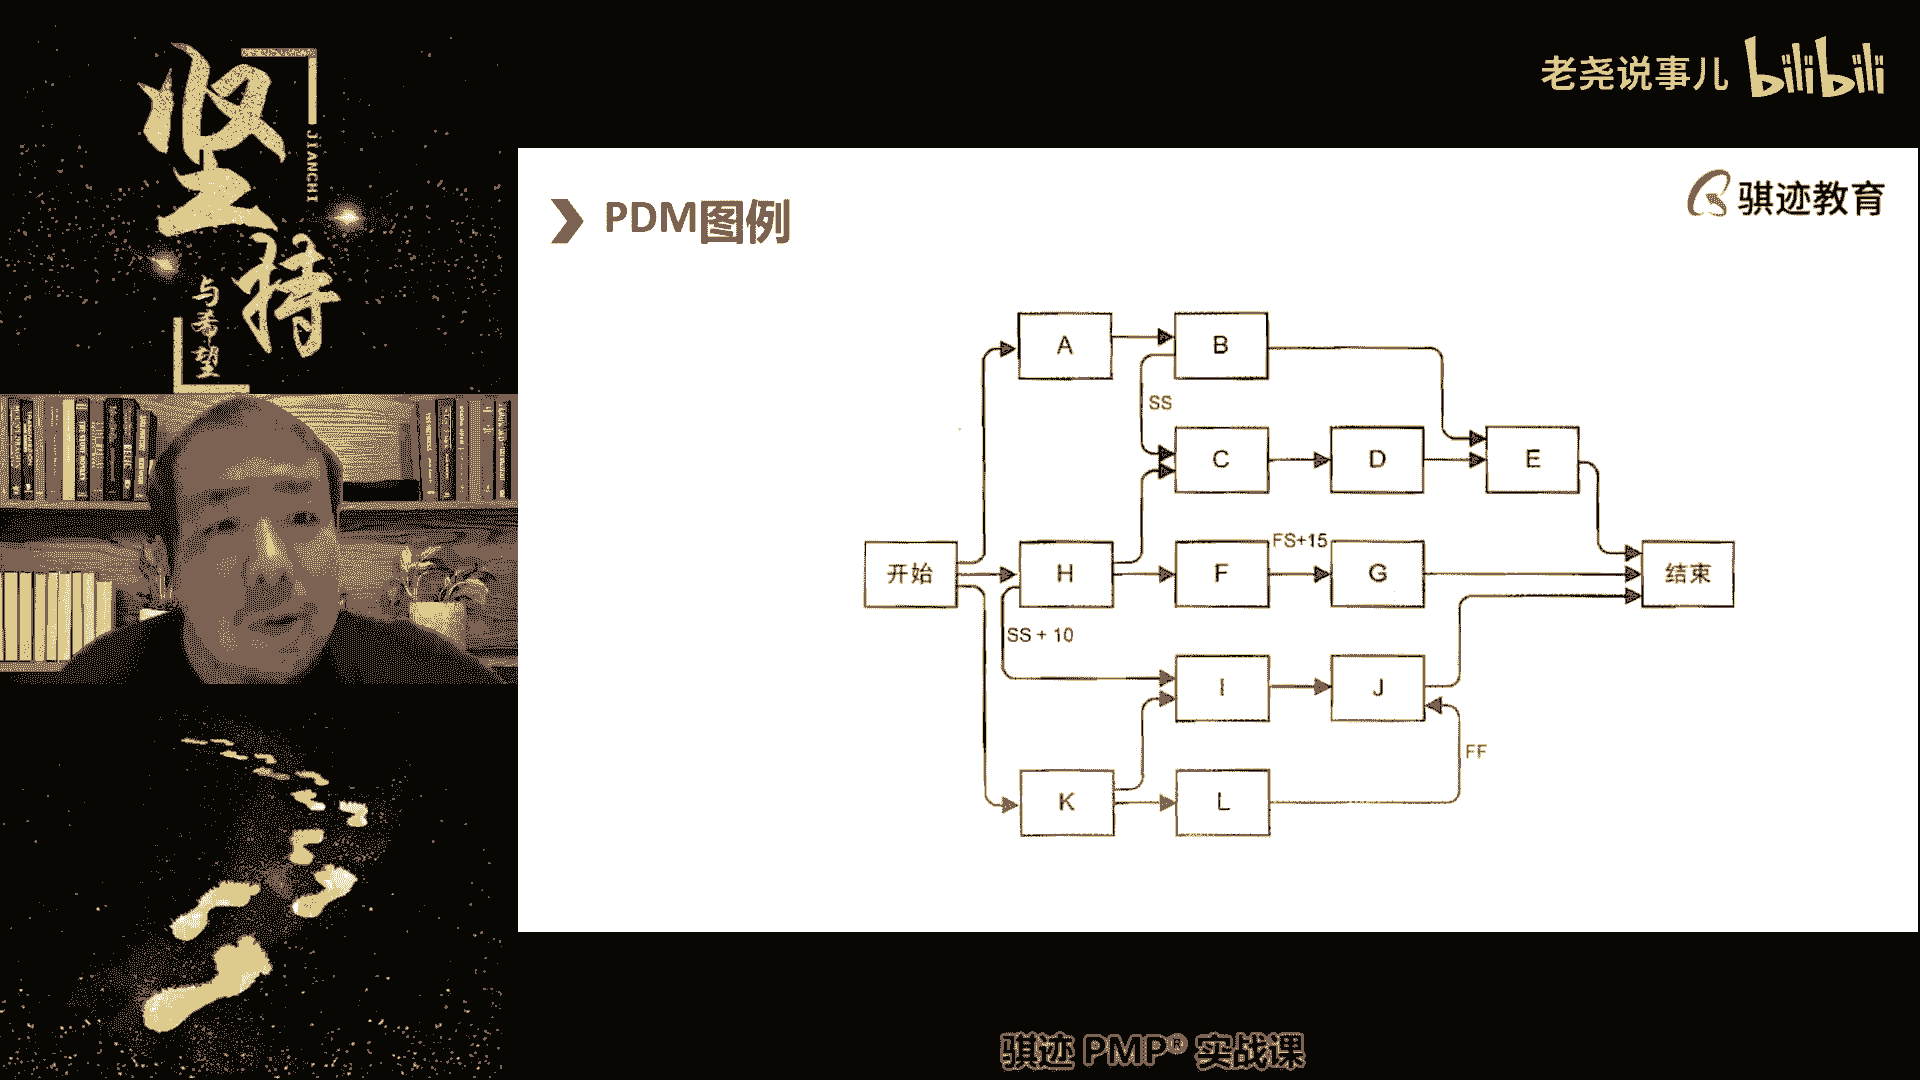 坚持
JIANCHI
与希望
老尧说事儿 bilibili
骐迹教育
PDM图例
A
B
SS
C
D
E
开始
H
F
FS+15
G
结束
SS + 10
I
J
K
L
FF
骐迹 PMP® 实战课